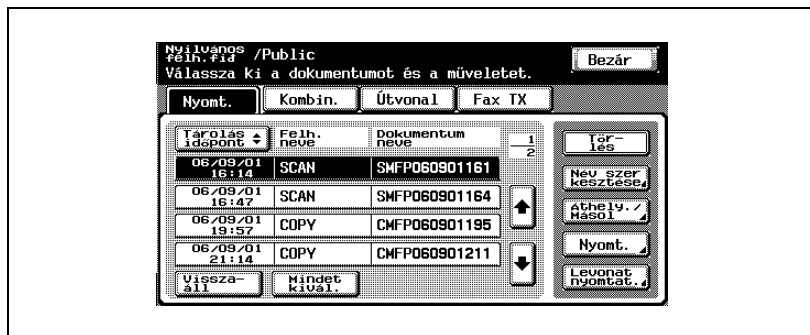 Nyilvános
félh.fió /Public
Válassza ki a dokumentumot és a műveletet.
Bezár
Nyomt. Kombin. Útvonal Fax TX
Tárolás
időpont
Felh.
neve
Dokumentum
neve
1
2
06/09/01
16:14
SCAN SMFP060901161
06/09/01
16:47
SCAN SMFP060901164
06/09/01
19:57
COPY CMFP060901195
06/09/01
21:14
COPY CMFP060901211
Vissza-
áll
Mindet
kivál.
Tör-
lés
Név szer
kesztése
Áthely./
Másol
Nyomt.
Levonat
nyomtat.